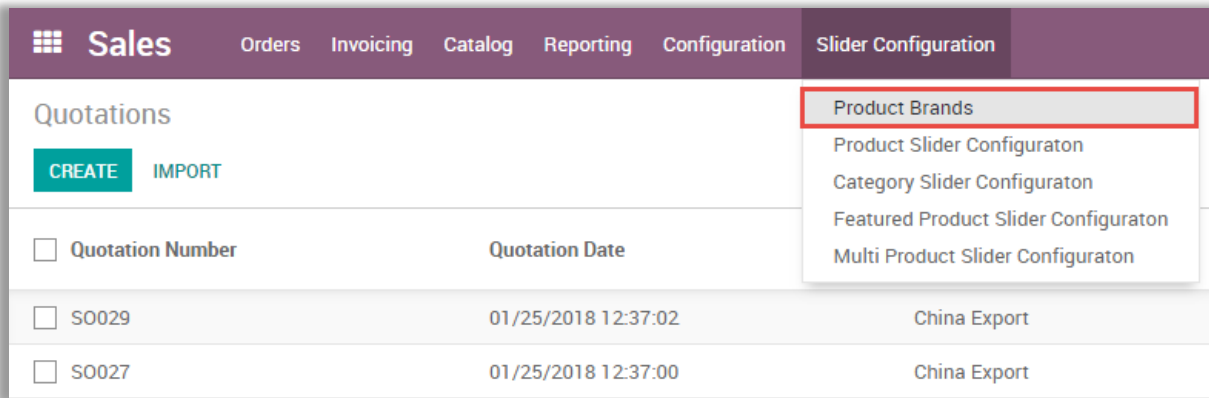 Sales Orders Invoicing Catalog Reporting Configuration Slider Configuration
Quotations
Product Brands
Product Slider Configuraton
CREATE IMPORT
Category Slider Configuraton
Featured Product Slider Configuraton
Quotation Number Quotation Date
Multi Product Slider Configuraton
SO029 01/25/2018 12:37:02 China Export
SO027 01/25/2018 12:37:00 China Export